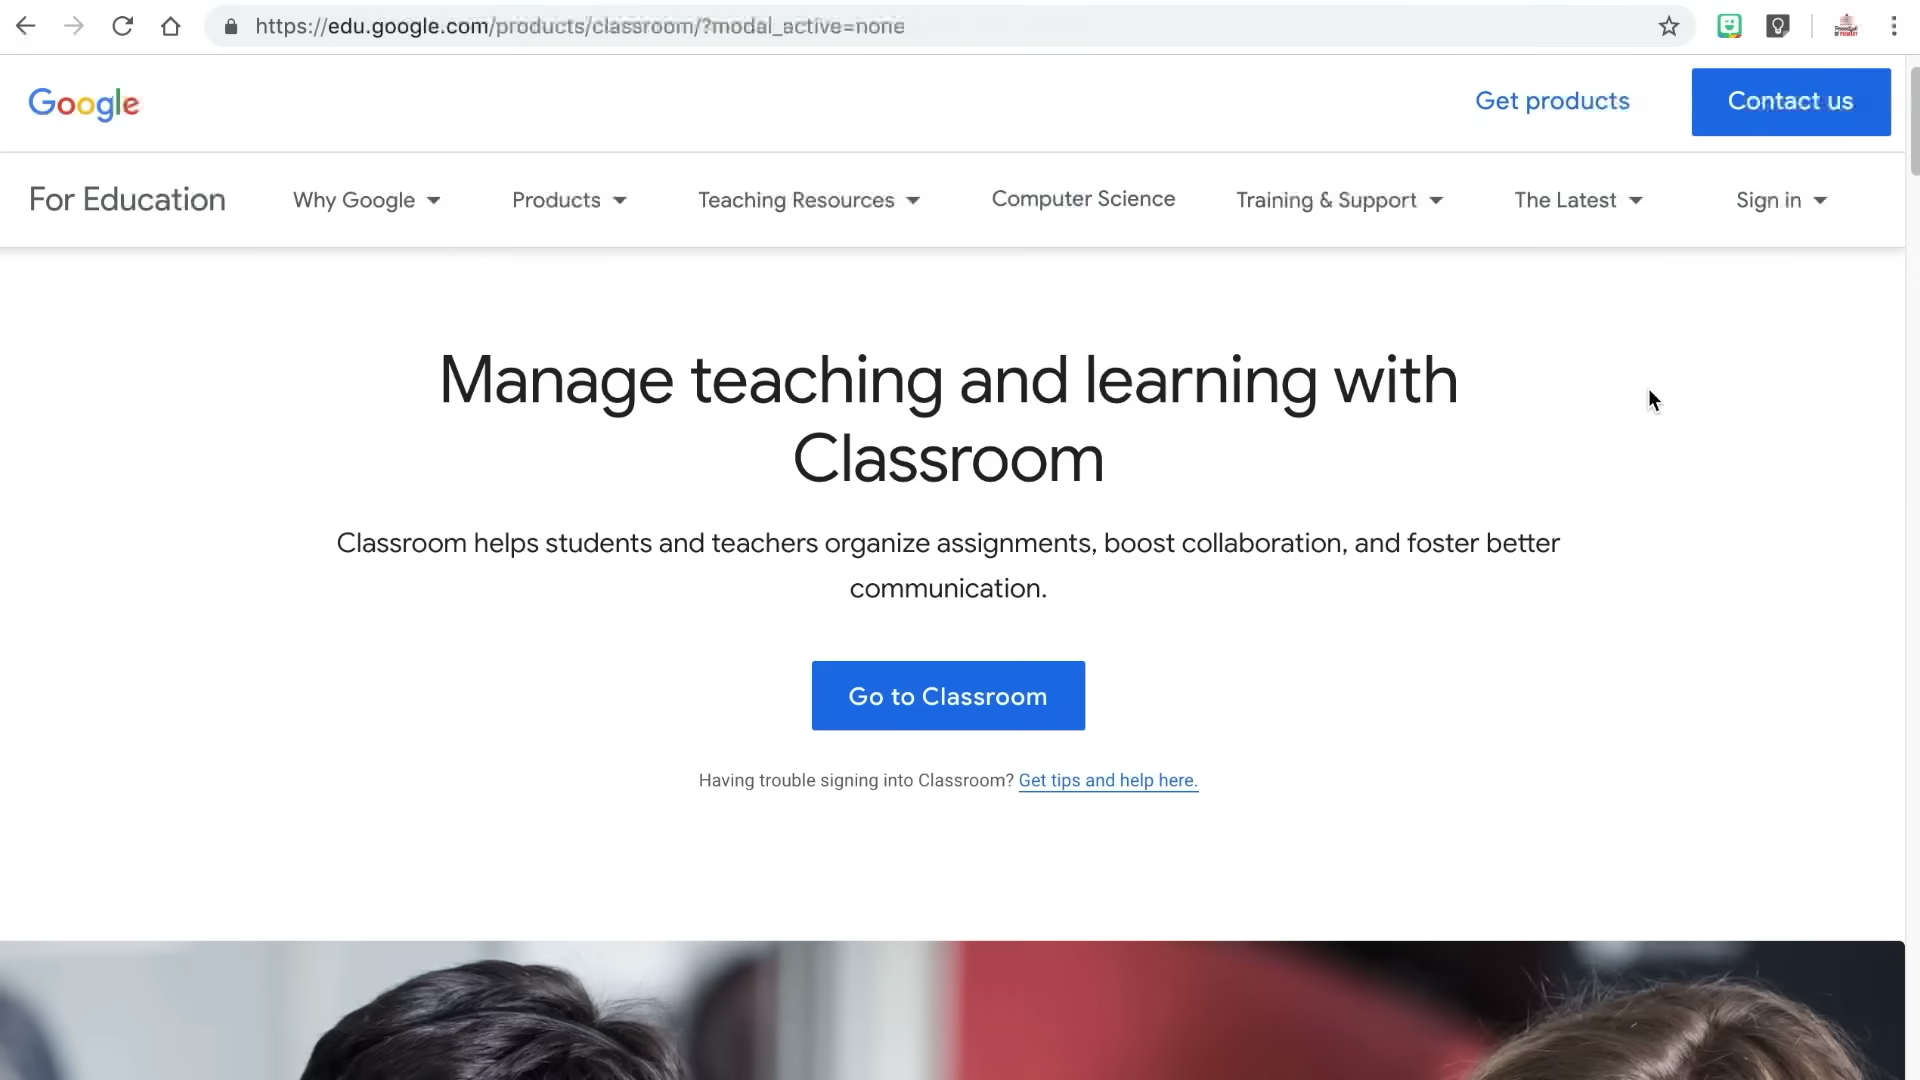 https://edu.google.com/products/classroom/?modal_active=none
Google
Get products
Contact us
For Education
Why Google
Products
Teaching Resources
Computer Science
Training & Support
The Latest
Sign in
Manage teaching and learning with
Classroom
Classroom helps students and teachers organize assignments, boost collaboration, and foster better
communication.
Go to Classroom
Having trouble signing into Classroom? Get tips and help here.